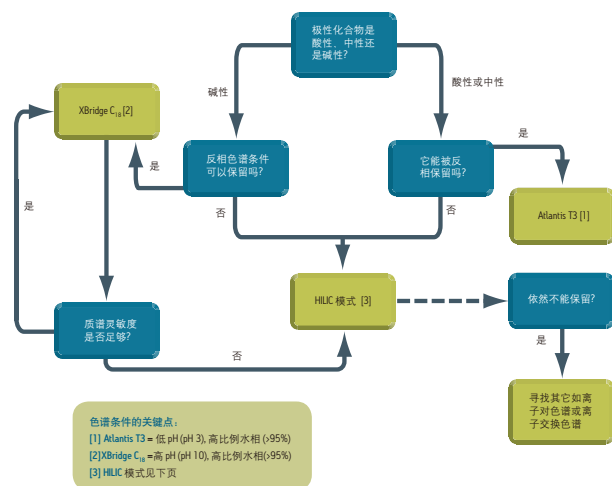 极性化合物是
酸性、中性还
是碱性?
碱性
酸性或中性
XBridge C₁₈ [2]
是
反相色谱条件
可以保留吗?
是
它能被反
相保留吗?
是
否
否
Atlantis T3 [1]
质谱灵敏度
是否足够?
否
HILIC 模式 [3]
依然不能保留?
是
寻找其它如离
子对色谱或离
子交换色谱
色谱条件的关键点：
[1] Atlantis T3 = 低 pH (pH 3), 高比例水相 (>95%)
[2]XBridge C₁₈ =高 pH (pH 10), 高比例水相(>95%)
[3] HILIC 模式见下页